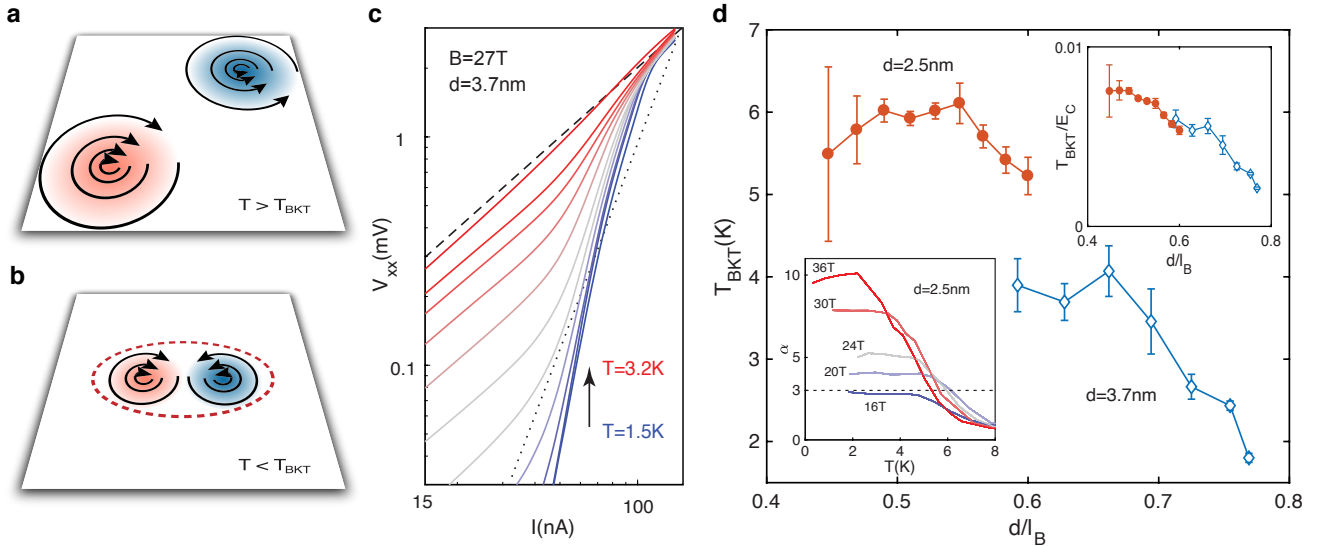 a
T > T_BKT
b
T < T_BKT
c
B=27T
d=3.7nm
V_xx(mV)
1
0.1
T=3.2K
T=1.5K
15
100
I(nA)
d
7
6
5
4
3
2
T_BKT(K)
0.4
0.5
0.6
0.7
0.8
d/l_B
d=2.5nm
d=3.7nm
0.01
0
T_BKT/E_C
0.4
0.6
0.8
d/l_B
10
5
3
0
α
36T
30T
24T
20T
16T
d=2.5nm
0
2
4
6
8
T(K)